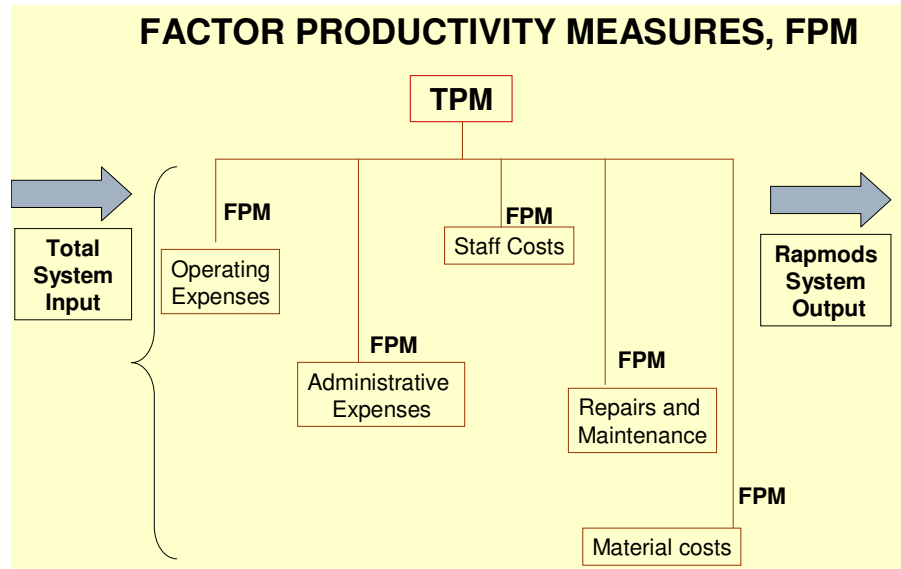 FACTOR PRODUCTIVITY MEASURES, FPM
TPM
Total
System
Input
FPM
Operating
Expenses
FPM
Administrative
Expenses
FPM
Staff Costs
FPM
Repairs and
Maintenance
FPM
Material costs
Rapmods
System
Output